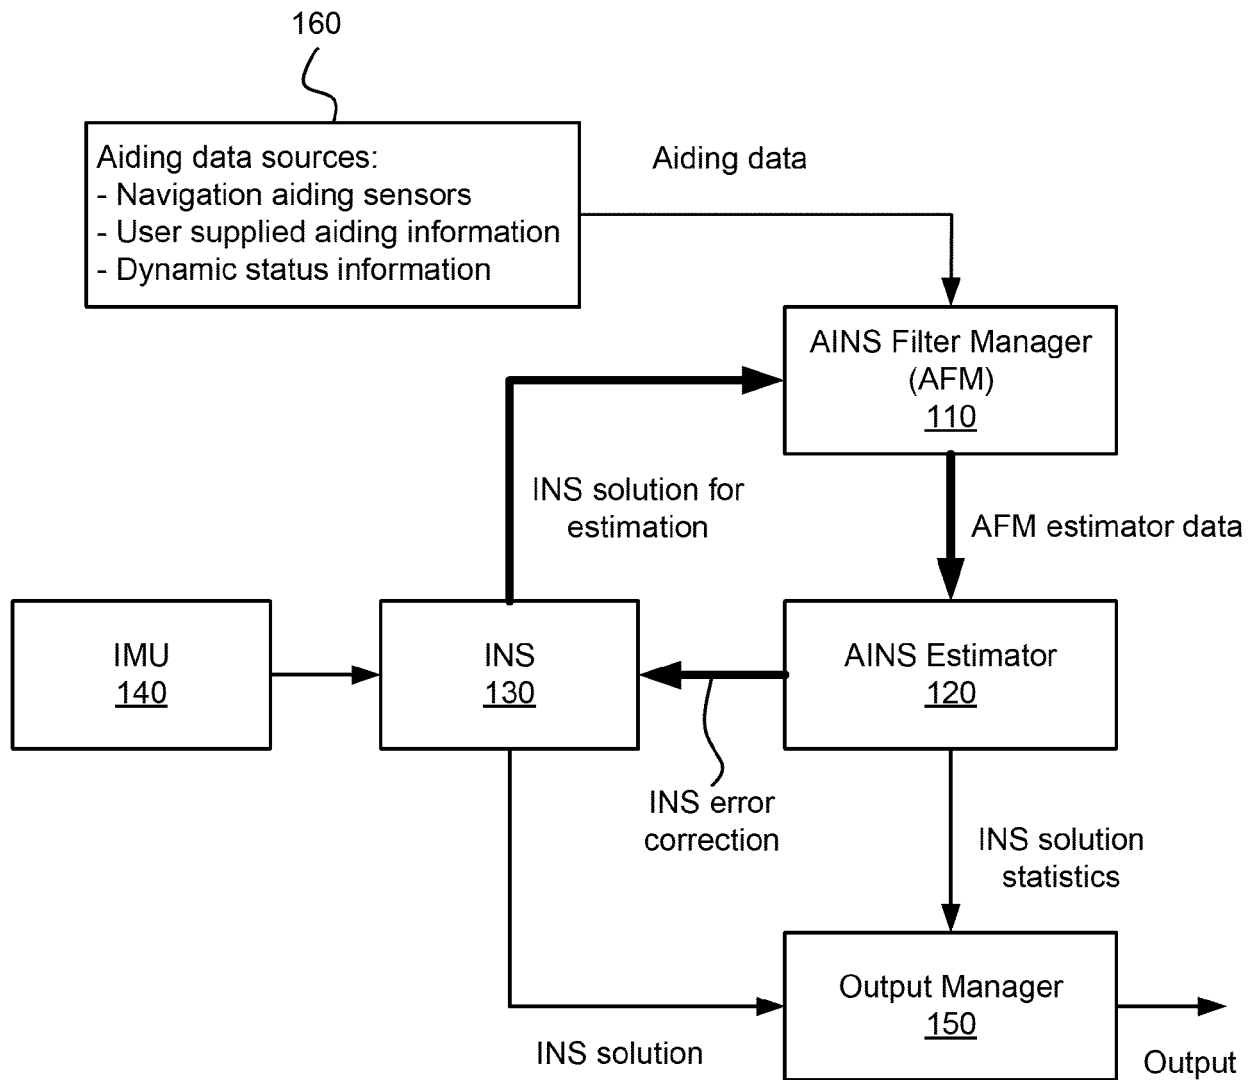 160
Aiding data sources:
- Navigation aiding sensors
- User supplied aiding information
- Dynamic status information
Aiding data
AINS Filter Manager
(AFM)
110
INS solution for
estimation
AFM estimator data
IMU
140
INS
130
AINS Estimator
120
INS error
correction
INS solution
statistics
Output Manager
150
INS solution
Output